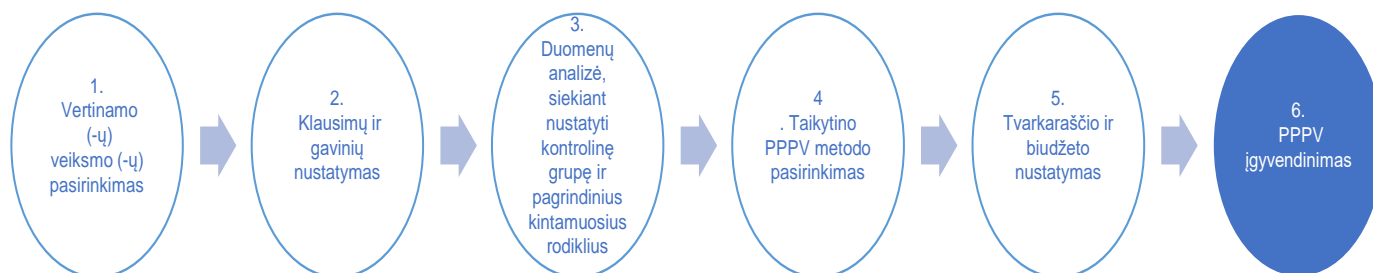 1.
Vertinamo
(-ų)
veiksmo (-ų)
pasirinkimas
2.
Klausimų ir
gavinių
nustatymas
3.
Duomenų
analizė,
siekiant
nustatyti
kontrolinę
grupę ir
pagrindinius
kintamuosius
rodiklius
4
. Taikytino
PPPV metodo
pasirinkimas
5.
Tvarkaraščio ir
biudžeto
nustatymas
6.
PPPV
įgyvendinimas